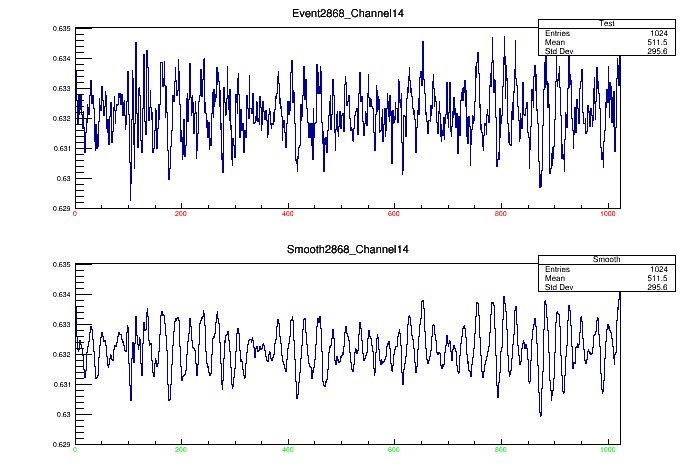 Event2868_Channel14
Test
Entries 1024
Mean 511.5
Std Dev 295.6
0.635
0.634
0.633
0.632
0.631
0.63
0.629
0 200 400 600 800 1000
Smooth2868_Channel14
Smooth
Entries 1024
Mean 511.5
Std Dev 295.6
0.635
0.634
0.633
0.632
0.631
0.63
0.629
0 200 400 600 800 1000